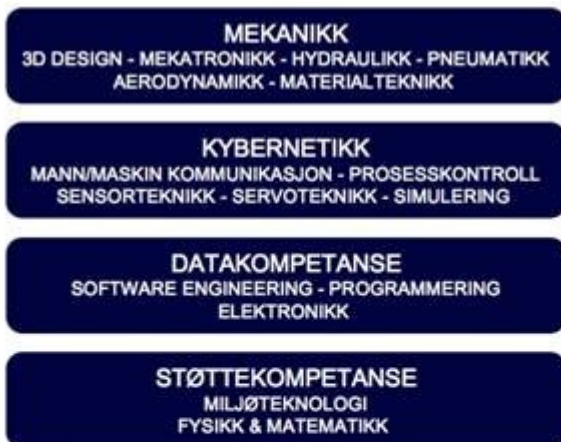 MEKANIKK
3D DESIGN - MEKATRONIKK - HYDRAULIKK - PNEUMATIKK
AERODYNAMIKK - MATERIALTEKNIKK
KYBERNETIKK
MANN/MASKIN KOMMUNIKASJON - PROSESSKONTROLL
SENSORTEKNIKK - SERVOTEKNIKK - SIMULERING
DATAKOMPETANSE
SOFTWARE ENGINEERING - PROGRAMMERING
ELEKTRONIKK
STØTTEKOMPETANSE
MILJØTEKNOLOGI
FYSIKK & MATEMATIKK